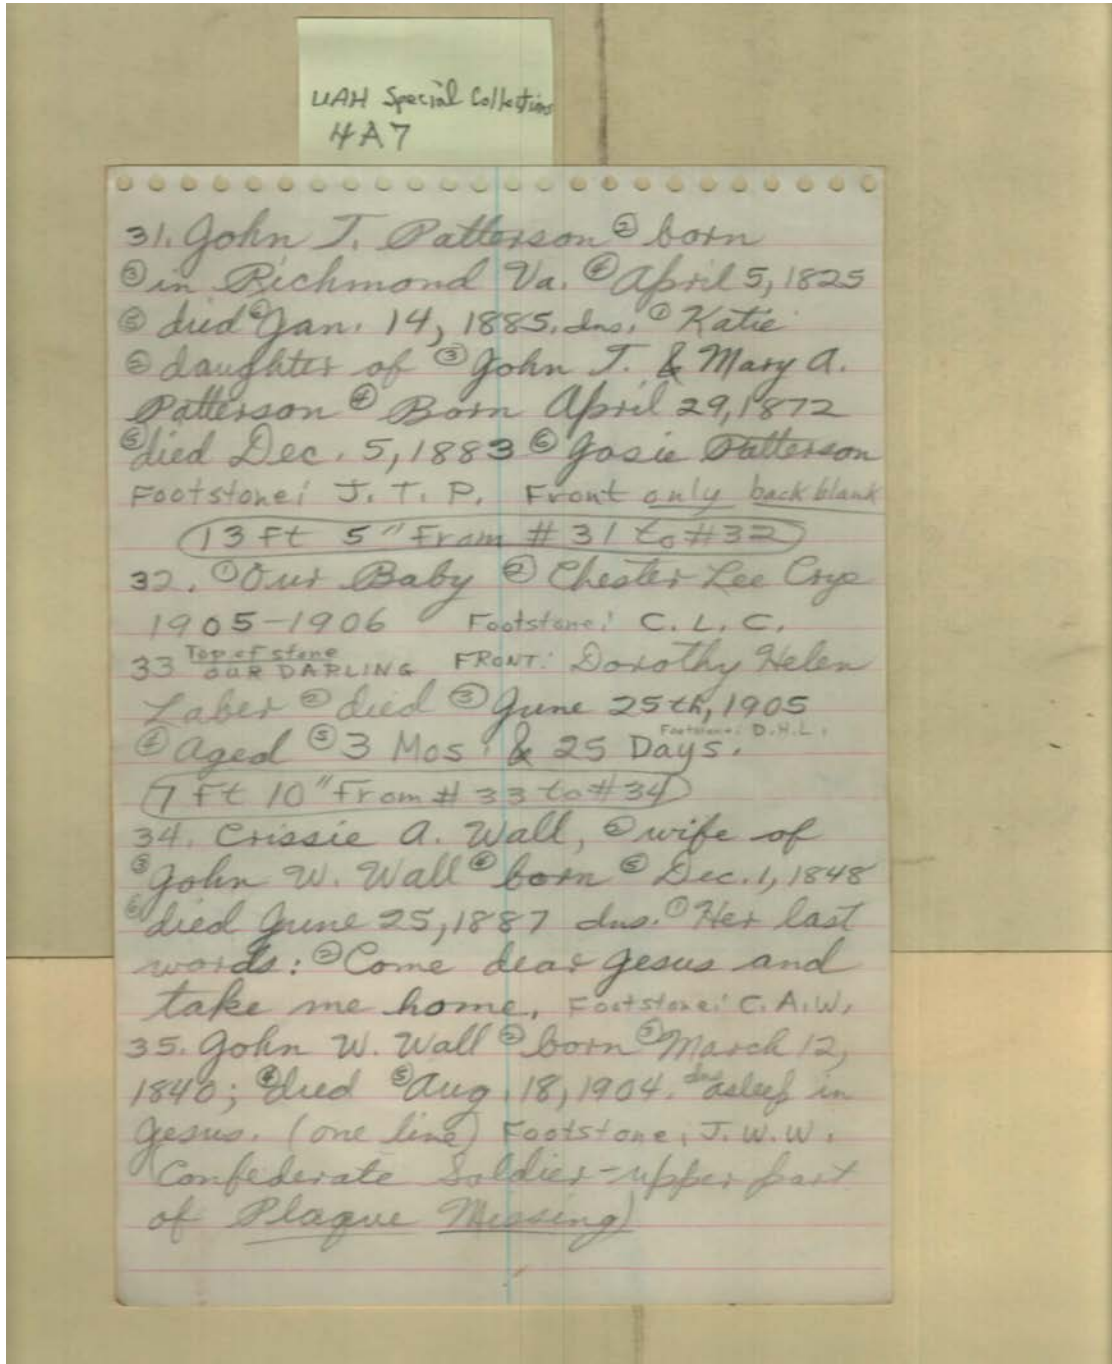 UAH Special Collections
4A7
31. John T. Patterson ② born
③ in Richmond Va. ④ April 5, 1825
⑤ died ⑥ Jan. 14, 1885. ins. ① Katie
② daughter of ③ John T. & Mary A.
Patterson ④ Born April 29, 1872
⑤ died Dec. 5, 1883 ⑥ Josie Patterson
Footstone: J. T. P. Front only back blank
13 ft 5" From # 31 to #32
32. ① Our Baby ② Chester Lee Crye
1905-1906 Footstone: C. L. C.
33 Top of stone OUR DARLING FRONT: Dorothy Helen
Laber ② died ③ June 25th, 1905
④ Aged ⑤ 3 Mos. & 25 Days. Footstone: D.H.L.
7 Ft 10" From # 33 to #34
34. Crissie A. Wall, ② wife of
③ John W. Wall ④ born ⑤ Dec. 1, 1848
⑥ died June 25, 1887 ins. ① Her last
words: ② Come dear Jesus and
take me home. Footstone: C. A. W.
35. John W. Wall ② born ③ March 12,
1840; ④ died ⑤ Aug. 18, 1904. ins asleep in
Jesus. (one line) Footstone: J. W. W.
Confederate Soldier - upper part
of Plaque Missing)